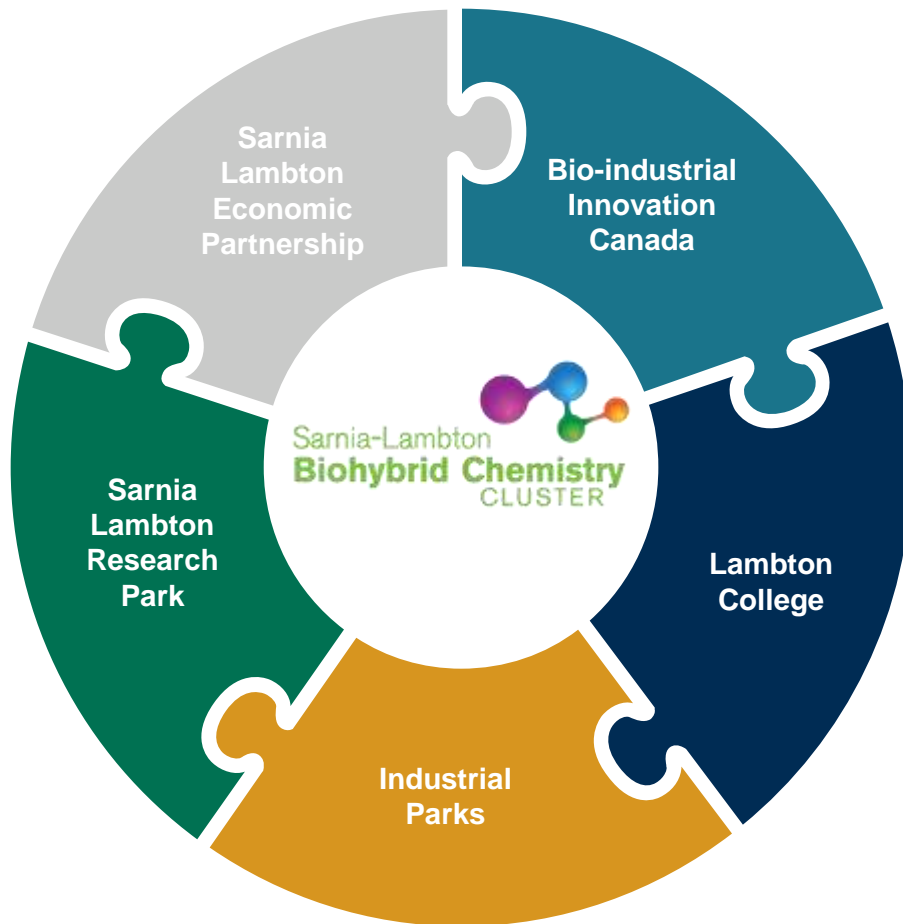 Sarnia
Lambton
Economic
Partnership
Bio-industrial
Innovation
Canada
Sarnia-Lambton
Biohybrid Chemistry
CLUSTER
Sarnia
Lambton
Research
Park
Lambton
College
Industrial
Parks